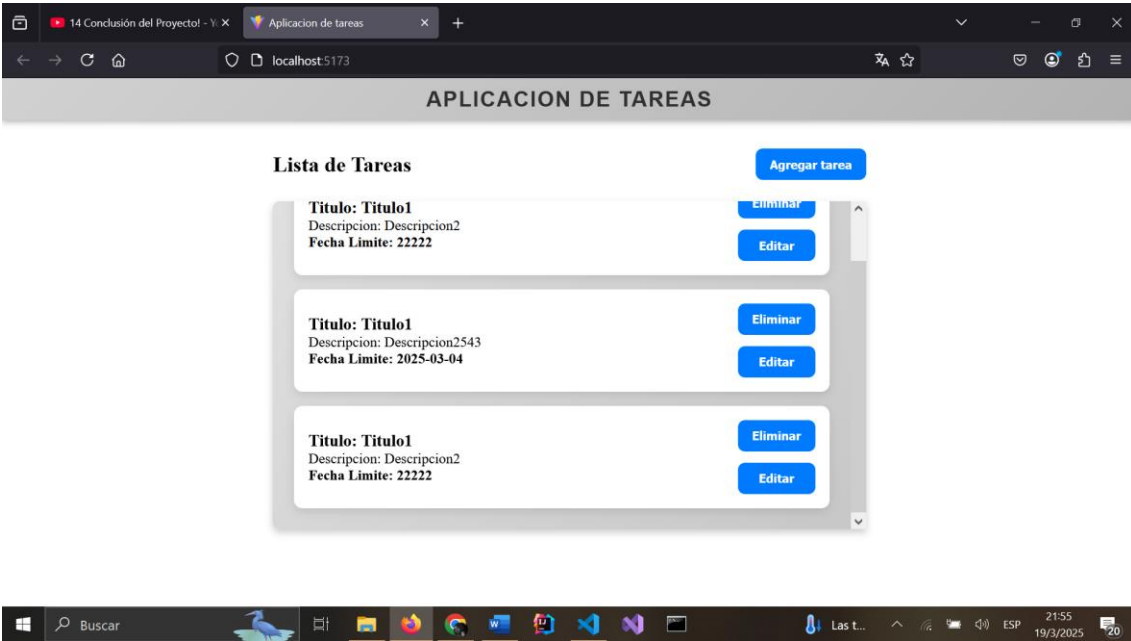 14 Conclusión del Proyecto! - Yo
Aplicacion de tareas
localhost:5173
APLICACION DE TAREAS
Lista de Tareas
Agregar tarea
Titulo: Titulo1
Eliminar
Descripcion: Descripcion2
Fecha Limite: 22222
Editar
Titulo: Titulo1
Eliminar
Descripcion: Descripcion2543
Fecha Limite: 2025-03-04
Editar
Titulo: Titulo1
Eliminar
Descripcion: Descripcion2
Fecha Limite: 22222
Editar
Buscar
Las t...
ESP
21:55
19/3/2025
20